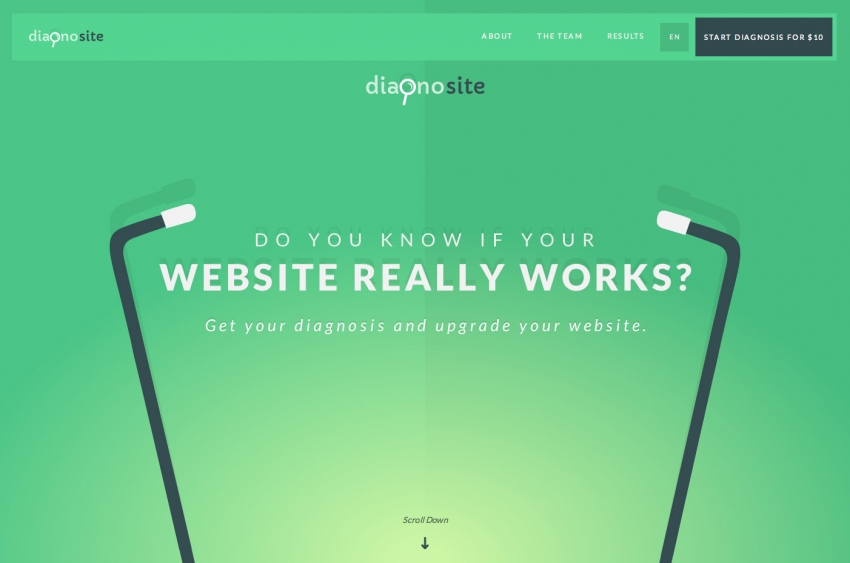 diagnosite
ABOUT THE TEAM RESULTS EN START DIAGNOSIS FOR $10
diagnosite
DO YOU KNOW IF YOUR
WEBSITE REALLY WORKS?
Get your diagnosis and upgrade your website.
Scroll Down